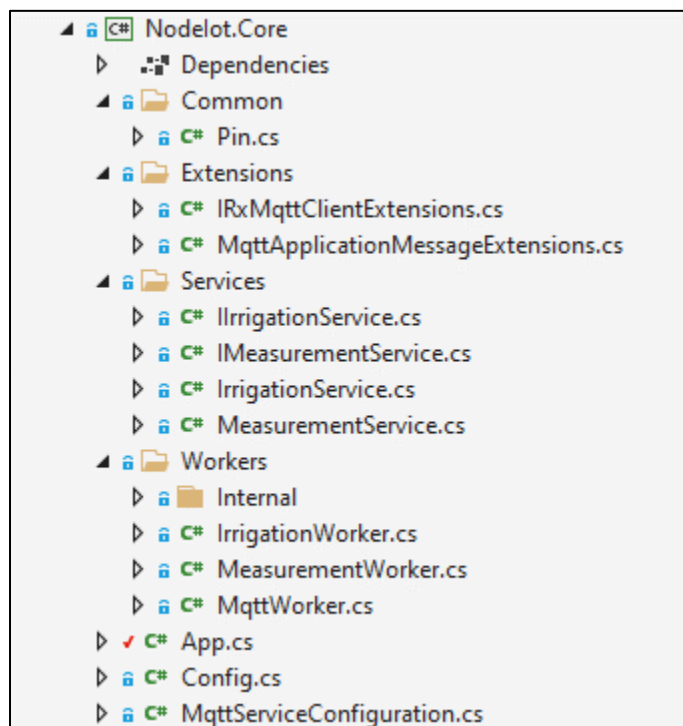 C# NodeIot.Core
Dependencies
Common
C# Pin.cs
Extensions
C# IRxMqttClientExtensions.cs
C# MqttApplicationMessageExtensions.cs
Services
C# IIrrigationService.cs
C# IMeasurementService.cs
C# IrrigationService.cs
C# MeasurementService.cs
Workers
Internal
C# IrrigationWorker.cs
C# MeasurementWorker.cs
C# MqttWorker.cs
C# App.cs
C# Config.cs
C# MqttServiceConfiguration.cs